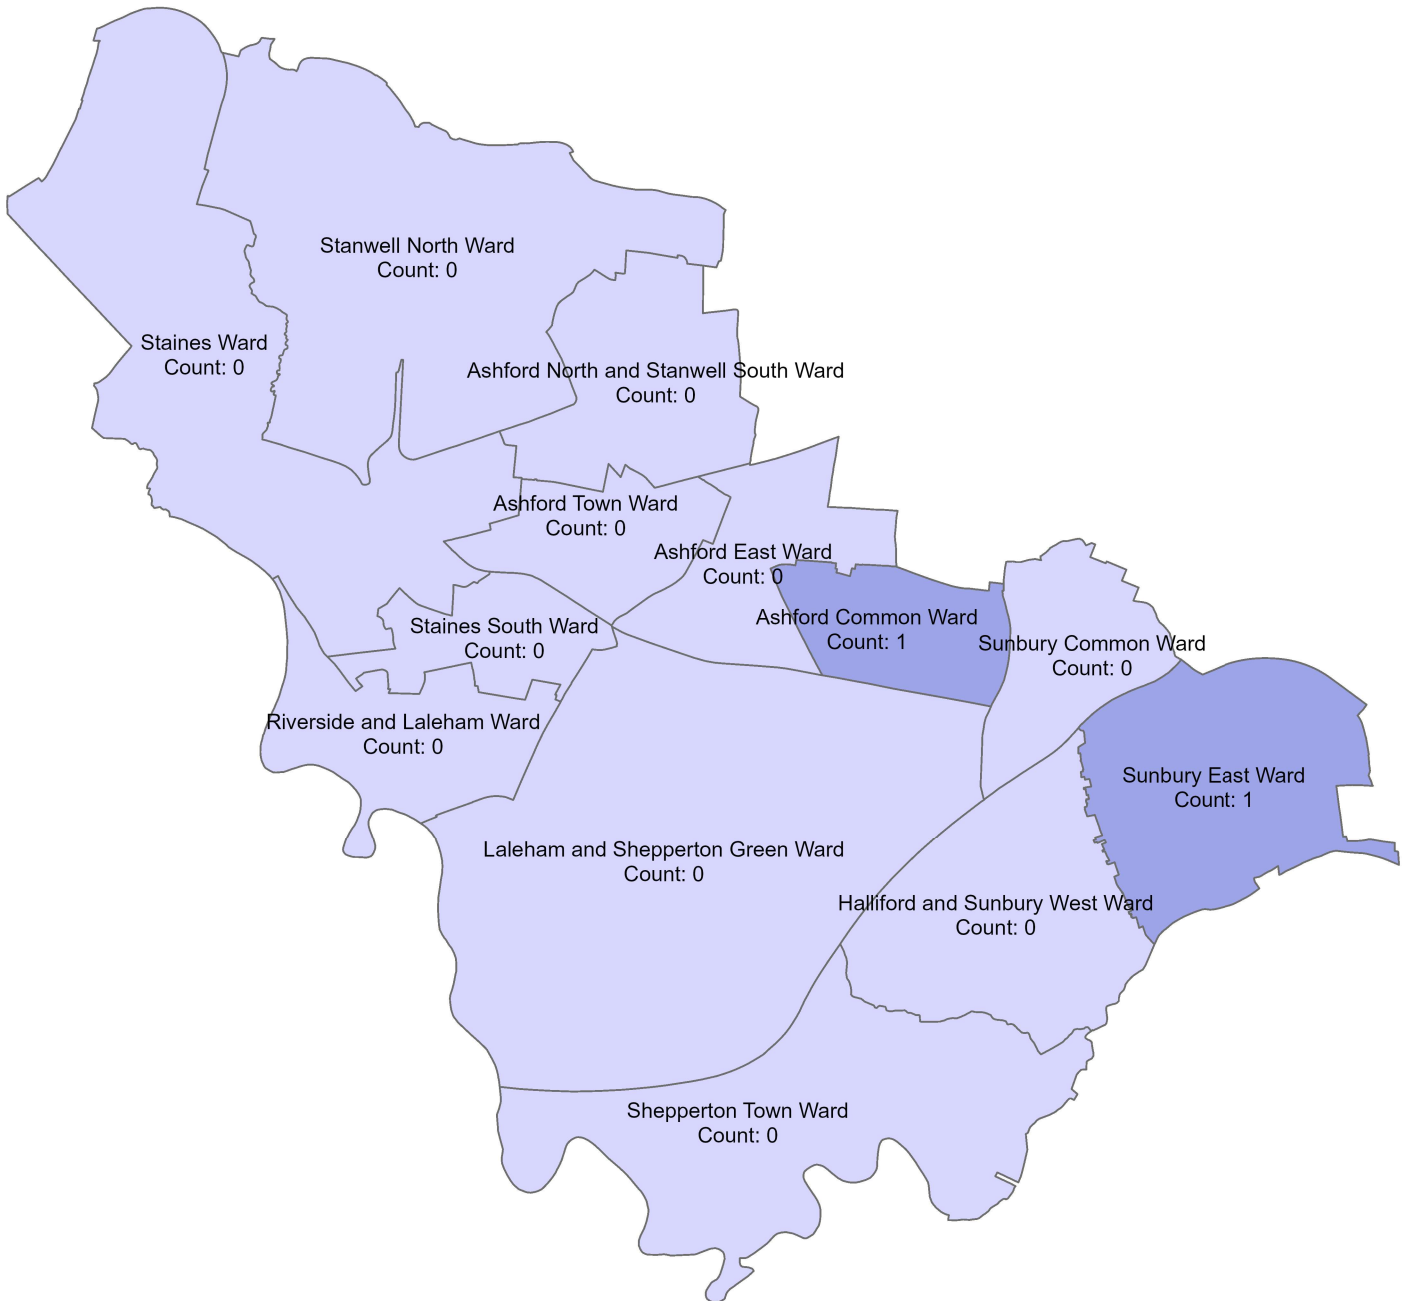 Stanwell North Ward
Count: 0
Staines Ward
Count: 0
Ashford North and Stanwell South Ward
Count: 0
Ashford Town Ward
Count: 0
Ashford East Ward
Count: 0
Ashford Common Ward
Count: 1
Staines South Ward
Count: 0
Sunbury Common Ward
Count: 0
Riverside and Laleham Ward
Count: 0
Sunbury East Ward
Count: 1
Laleham and Shepperton Green Ward
Count: 0
Halliford and Sunbury West Ward
Count: 0
Shepperton Town Ward
Count: 0